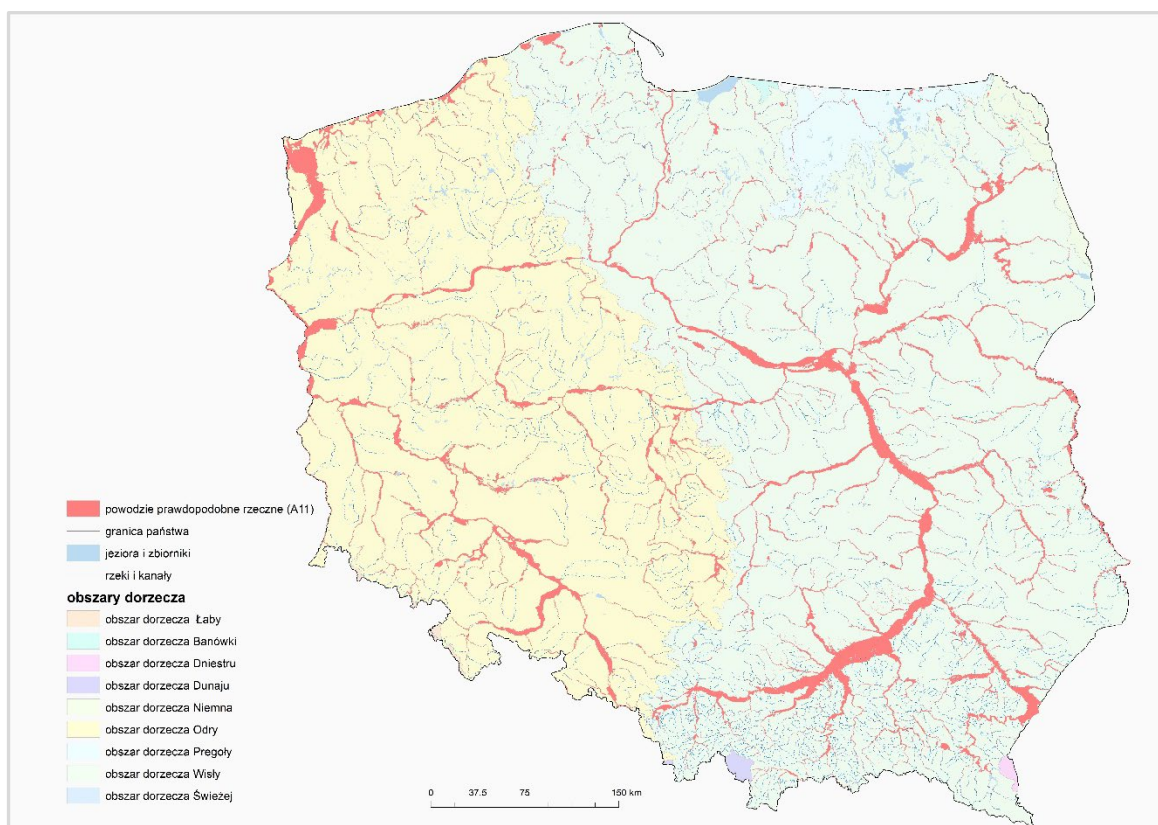 powodzie prawdopodobne rzeczne (A11)
granica państwa
jeziora i zbiorniki
rzeki i kanały
obszary dorzecza
obszar dorzecza Łaby
obszar dorzecza Banówki
obszar dorzecza Dniestru
obszar dorzecza Dunaju
obszar dorzecza Niemna
obszar dorzecza Odry
obszar dorzecza Pregoły
obszar dorzecza Wisły
obszar dorzecza Świeżej
0 37.5 75 150 km